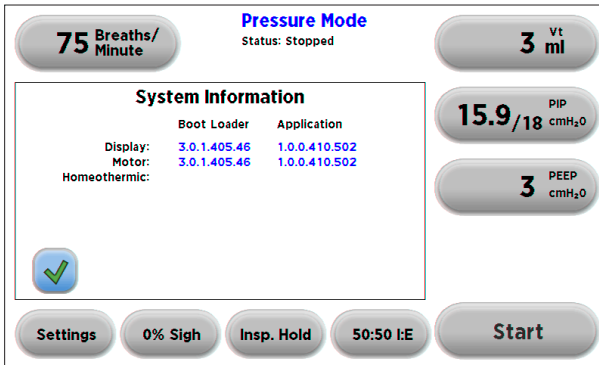 75 Breaths/
Minute
Pressure Mode
Status: Stopped
3 Vt
ml
System Information
Boot Loader Application
Display: 3.0.1.405.46 1.0.0.410.502
Motor: 3.0.1.405.46 1.0.0.410.502
Homeothermic:
15.9/18 PIP
cmH₂0
3 PEEP
cmH₂0
Settings
0% Sigh
Insp. Hold
50:50 I:E
Start